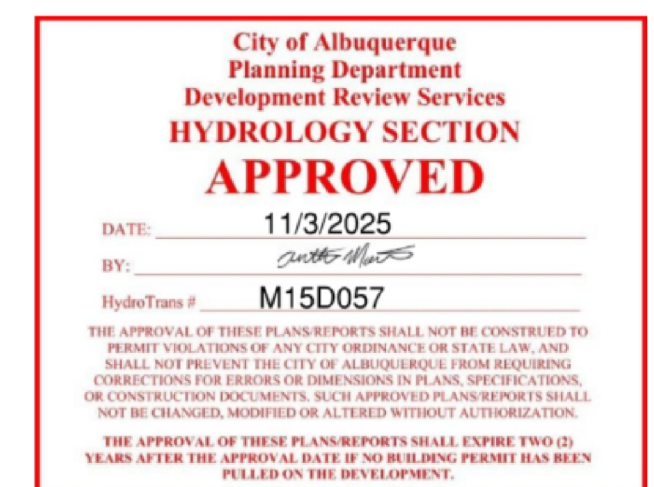 City of Albuquerque
Planning Department
Development Review Services
HYDROLOGY SECTION
APPROVED
DATE: 11/3/2025
BY:
HydroTrans # M15D057
THE APPROVAL OF THESE PLANS/REPORTS SHALL NOT BE CONSTRUED TO
PERMIT VIOLATIONS OF ANY CITY ORDINANCE OR STATE LAW, AND
SHALL NOT PREVENT THE CITY OF ALBUQUERQUE FROM REQUIRING
CORRECTIONS FOR ERRORS OR DIMENSIONS IN PLANS, SPECIFICATIONS,
OR CONSTRUCTION DOCUMENTS. SUCH APPROVED PLANS/REPORTS SHALL
NOT BE CHANGED, MODIFIED OR ALTERED WITHOUT AUTHORIZATION.
THE APPROVAL OF THESE PLANS/REPORTS SHALL EXPIRE TWO (2)
YEARS AFTER THE APPROVAL DATE IF NO BUILDING PERMIT HAS BEEN
PULLED ON THE DEVELOPMENT.